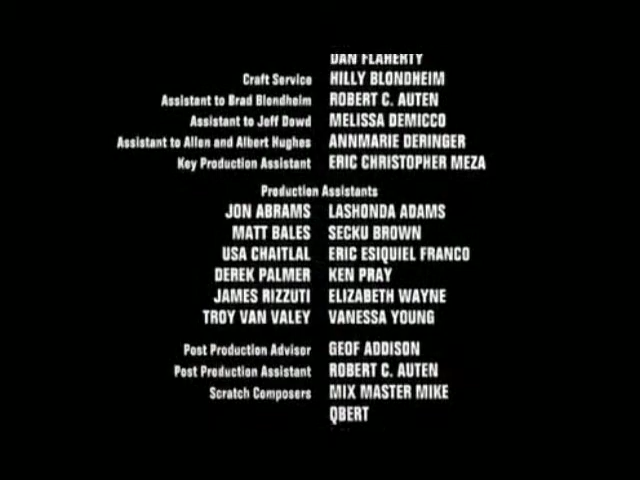 DAN FLAHERTY
Craft Service HILLY BLONDHEIM
Assistant to Brad Blondheim ROBERT C. AUTEN
Assistant to Jeff Dowd MELISSA DEMICCO
Assistant to Allen and Albert Hughes ANNMARIE DERINGER
Key Production Assistant ERIC CHRISTOPHER MEZA
Production Assistants
JON ABRAMS LASHONDA ADAMS
MATT BALES SECKU BROWN
USA CHAITLAL ERIC ESIQUIEL FRANCO
DEREK PALMER KEN PRAY
JAMES RIZZUTI ELIZABETH WAYNE
TROY VAN VALEY VANESSA YOUNG
Post Production Advisor GEOF ADDISON
Post Production Assistant ROBERT C. AUTEN
Scratch Composers MIX MASTER MIKE
QBERT